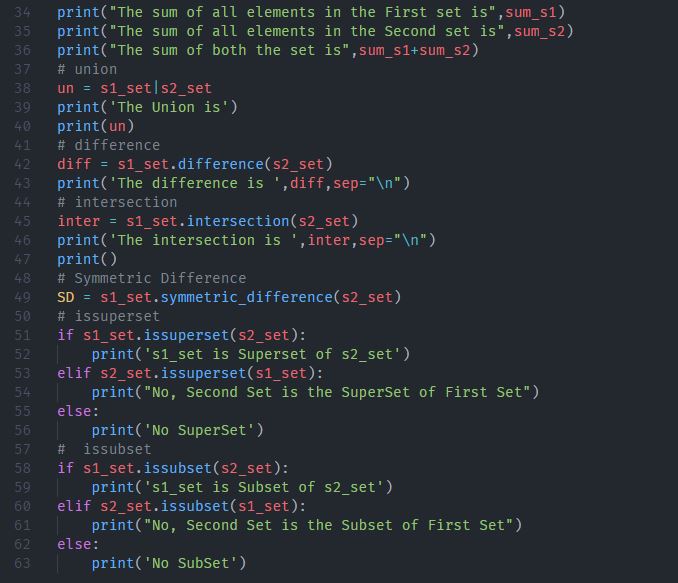 34 print("The sum of all elements in the First set is",sum_s1)
35 print("The sum of all elements in the Second set is",sum_s2)
36 print("The sum of both the set is",sum_s1+sum_s2)
37 # union
38 un = s1_set|s2_set
39 print('The Union is')
40 print(un)
41 # difference
42 diff = s1_set.difference(s2_set)
43 print('The difference is ',diff,sep="\n")
44 # intersection
45 inter = s1_set.intersection(s2_set)
46 print('The intersection is ',inter,sep="\n")
47 print()
48 # Symmetric Difference
49 SD = s1_set.symmetric_difference(s2_set)
50 # issuperset
51 if s1_set.issuperset(s2_set):
52     print('s1_set is Superset of s2_set')
53 elif s2_set.issuperset(s1_set):
54     print("No, Second Set is the SuperSet of First Set")
55 else:
56     print('No SuperSet')
57 #  issubset
58 if s1_set.issubset(s2_set):
59     print('s1_set is Subset of s2_set')
60 elif s2_set.issubset(s1_set):
61     print("No, Second Set is the Subset of First Set")
62 else:
63     print('No SubSet')